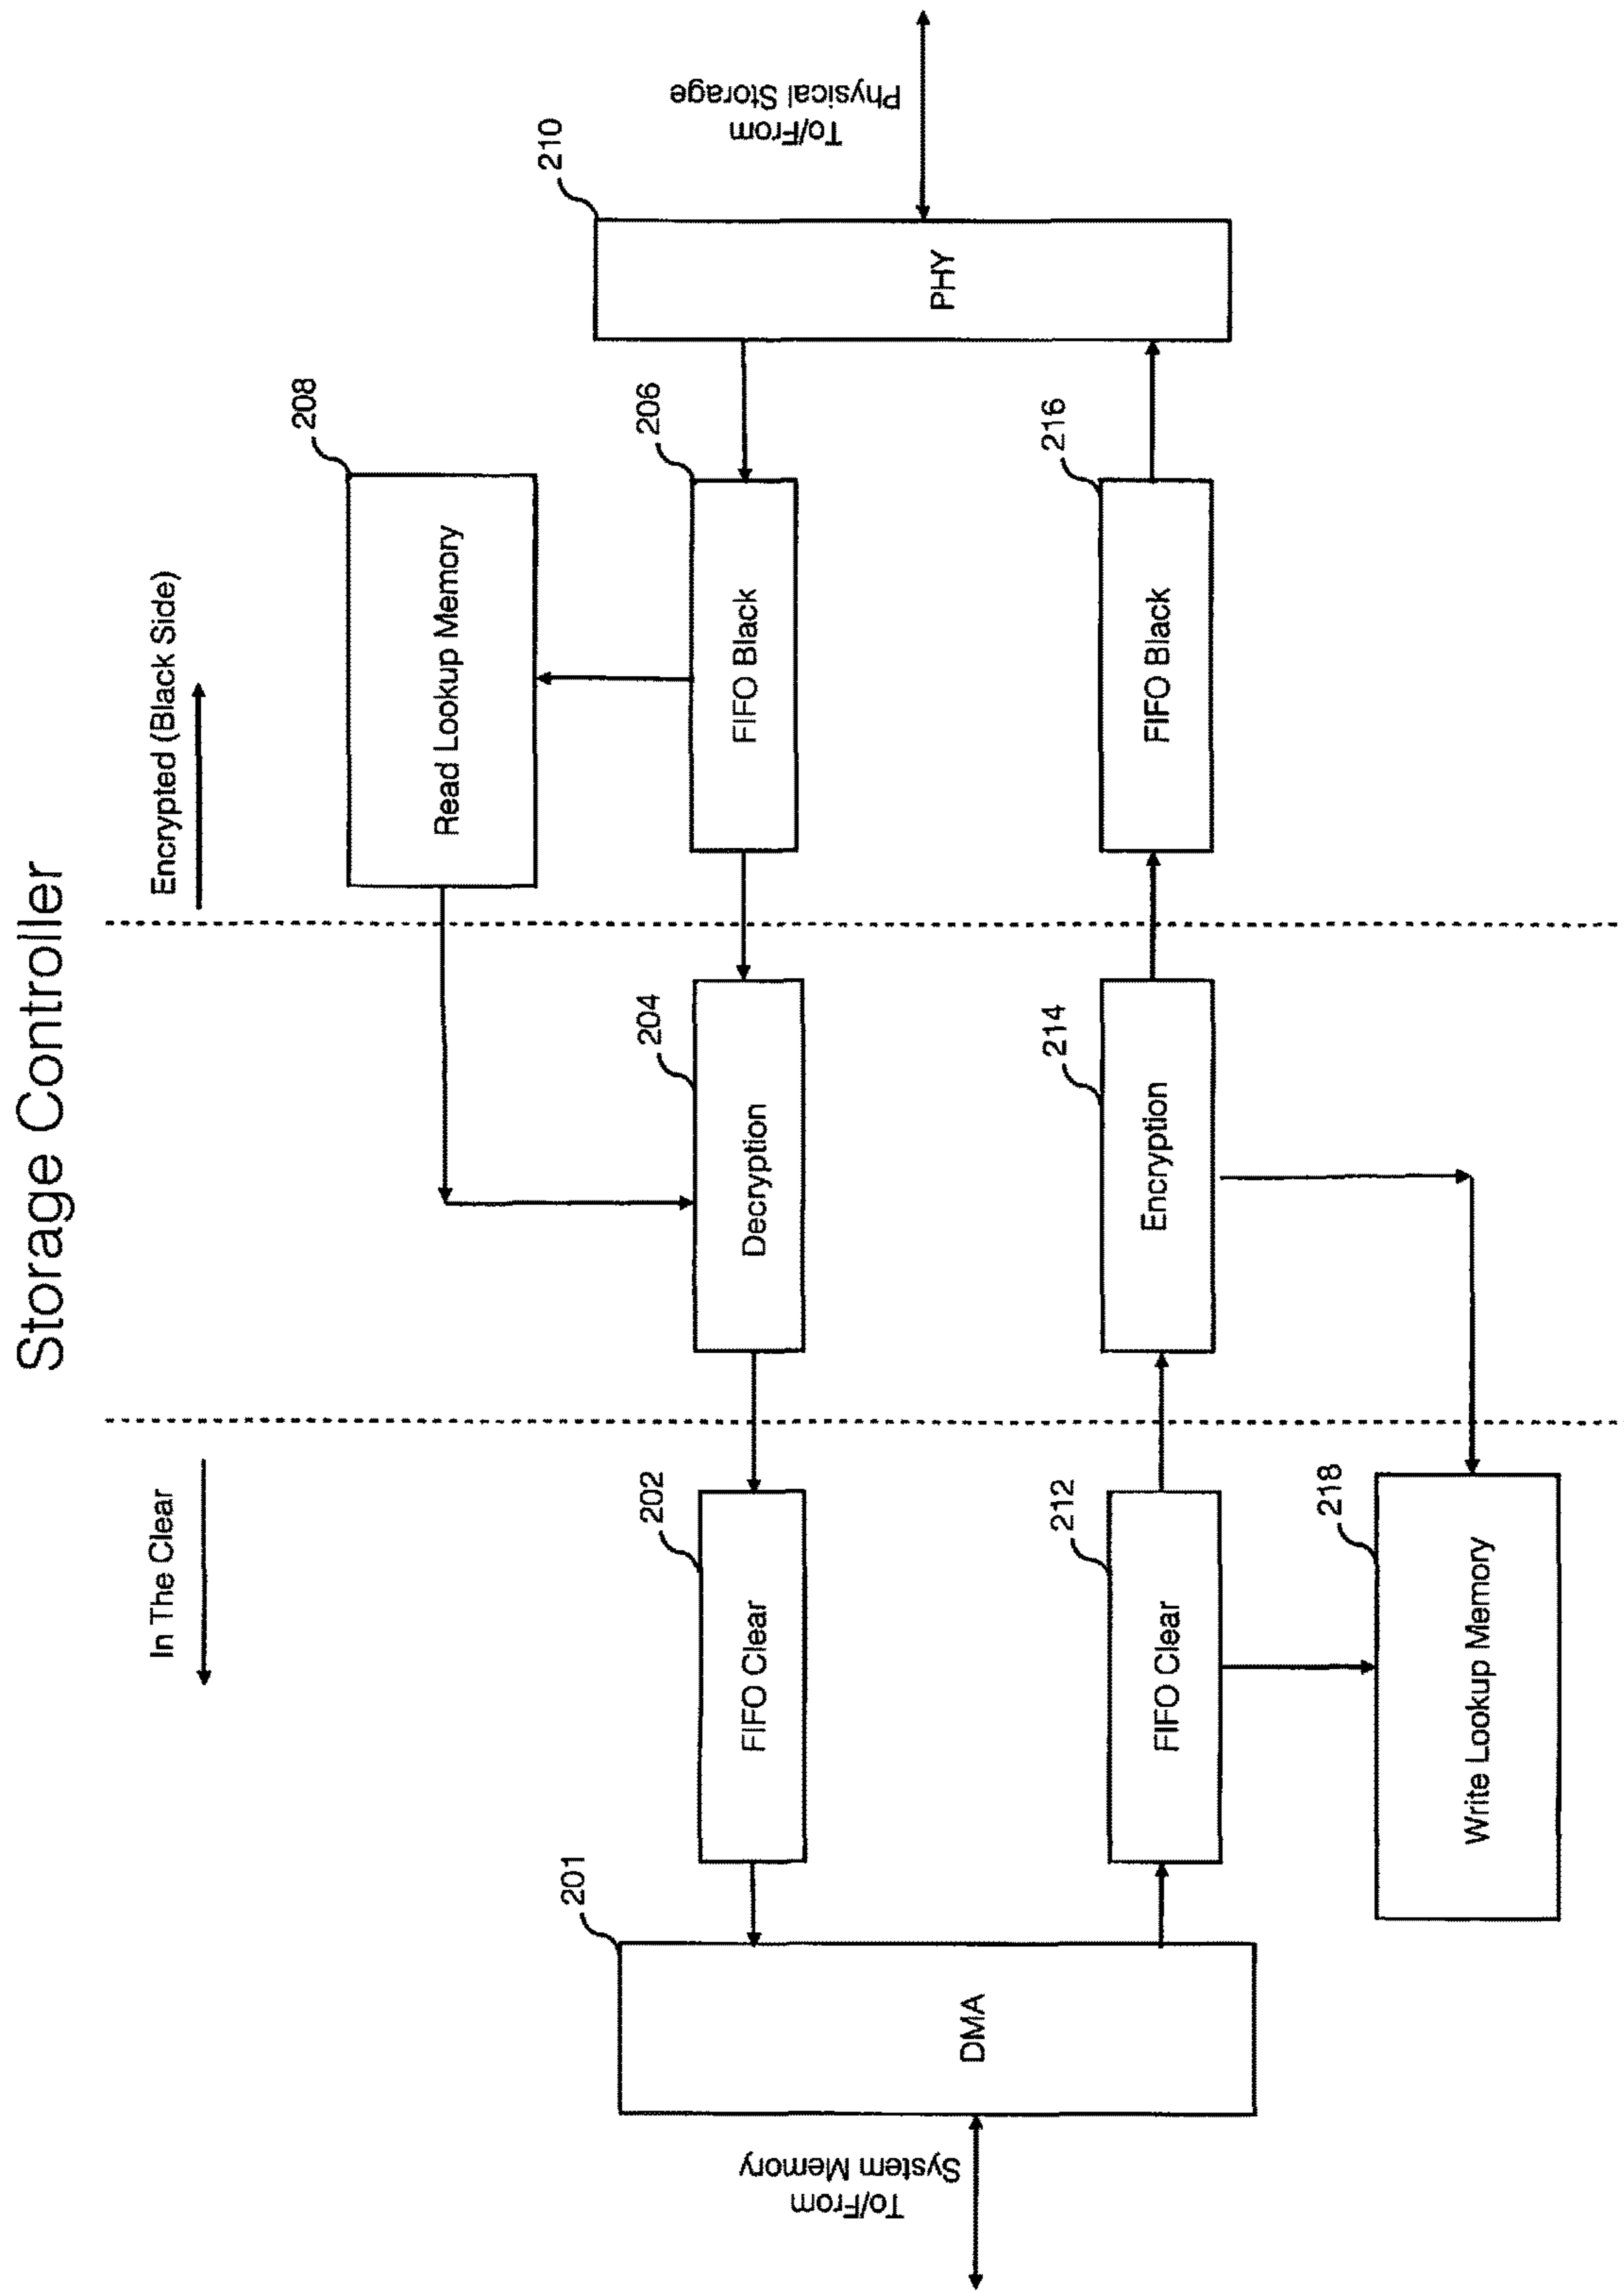 Storage Controller
In The Clear
Encrypted (Black Side)
208
Read Lookup Memory
201
202
204
206
210
To/From
System Memory
DMA
FIFO Clear
Decryption
FIFO Black
PHY
To/From
Physical Storage
212
214
216
FIFO Clear
Encryption
FIFO Black
218
Write Lookup Memory